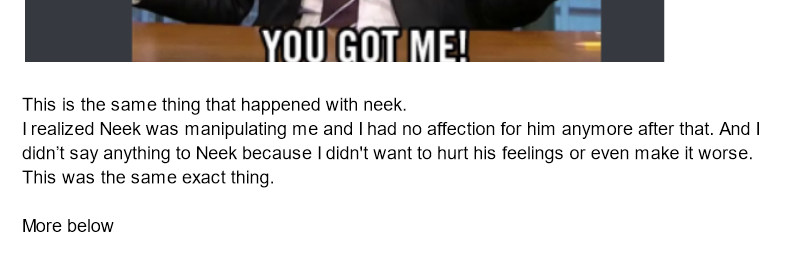 YOU GOT ME!
This is the same thing that happened with neek.
I realized Neek was manipulating me and I had no affection for him anymore after that. And I
didn’t say anything to Neek because I didn't want to hurt his feelings or even make it worse.
This was the same exact thing.
More below